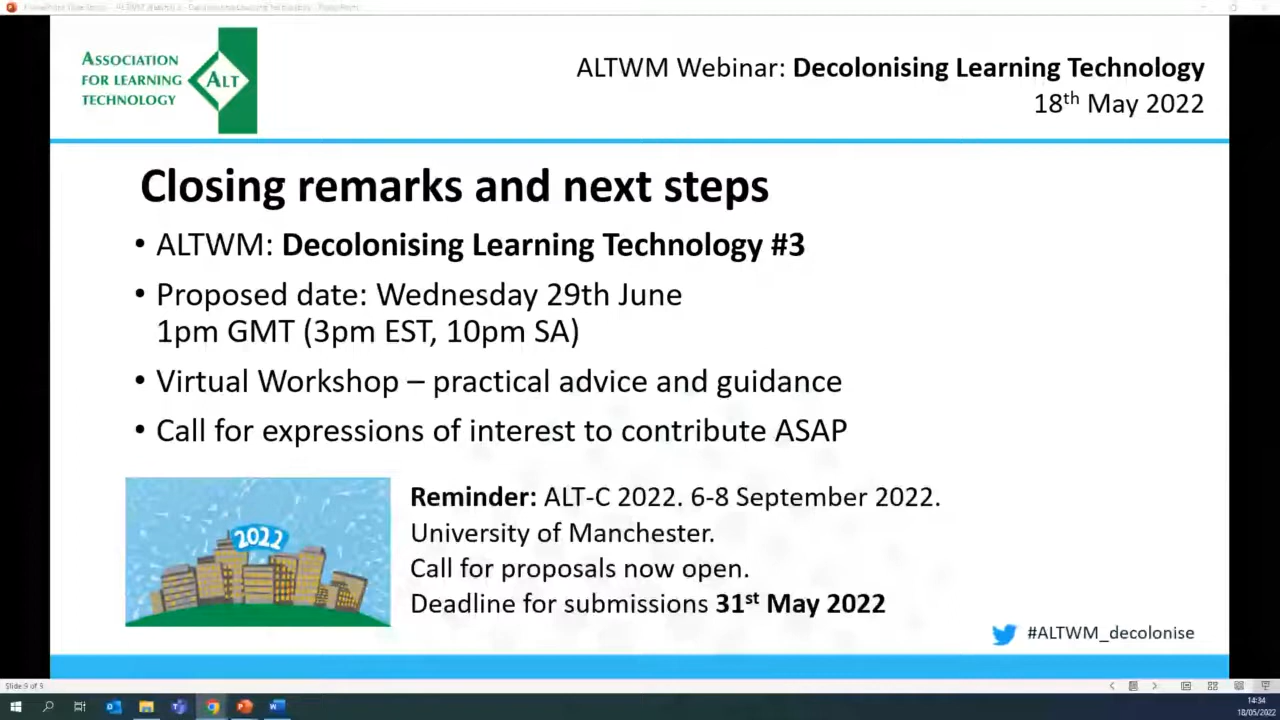 ASSOCIATION
FOR LEARNING
TECHNOLOGY
ALT
ALTWM Webinar: Decolonising Learning Technology
18th May 2022
Closing remarks and next steps
• ALTWM: Decolonising Learning Technology #3
• Proposed date: Wednesday 29th June
1pm GMT (3pm EST, 10pm SA)
• Virtual Workshop – practical advice and guidance
• Call for expressions of interest to contribute ASAP
2022
Reminder: ALT-C 2022. 6-8 September 2022.
University of Manchester.
Call for proposals now open.
Deadline for submissions 31st May 2022
#ALTWM_decolonise
Slide 9 of 9
14:34
18/05/2022